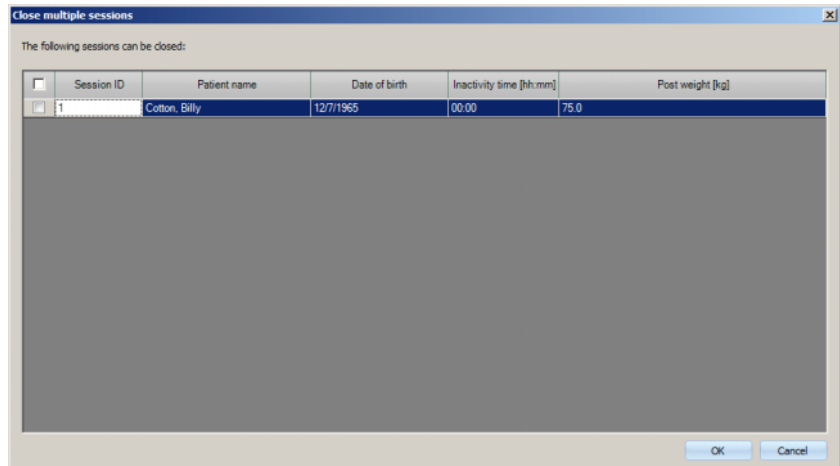 Close multiple sessions
The following sessions can be closed:
Session ID Patient name Date of birth Inactivity time [hh:mm] Post weight [kg]
1 Cotton, Billy 12/7/1965 00:00 75.0
OK Cancel